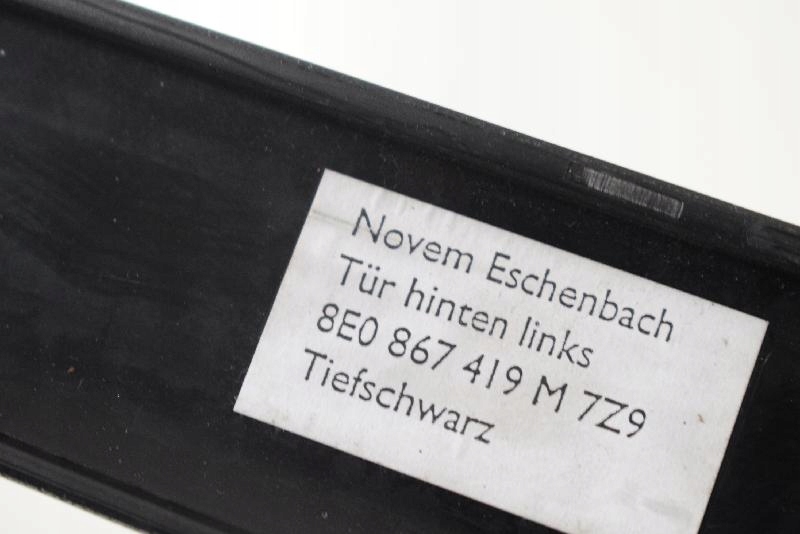 Novem Eschenbach
Tür hinten links
8E0 867 419 M 7Z9
Tiefschwarz